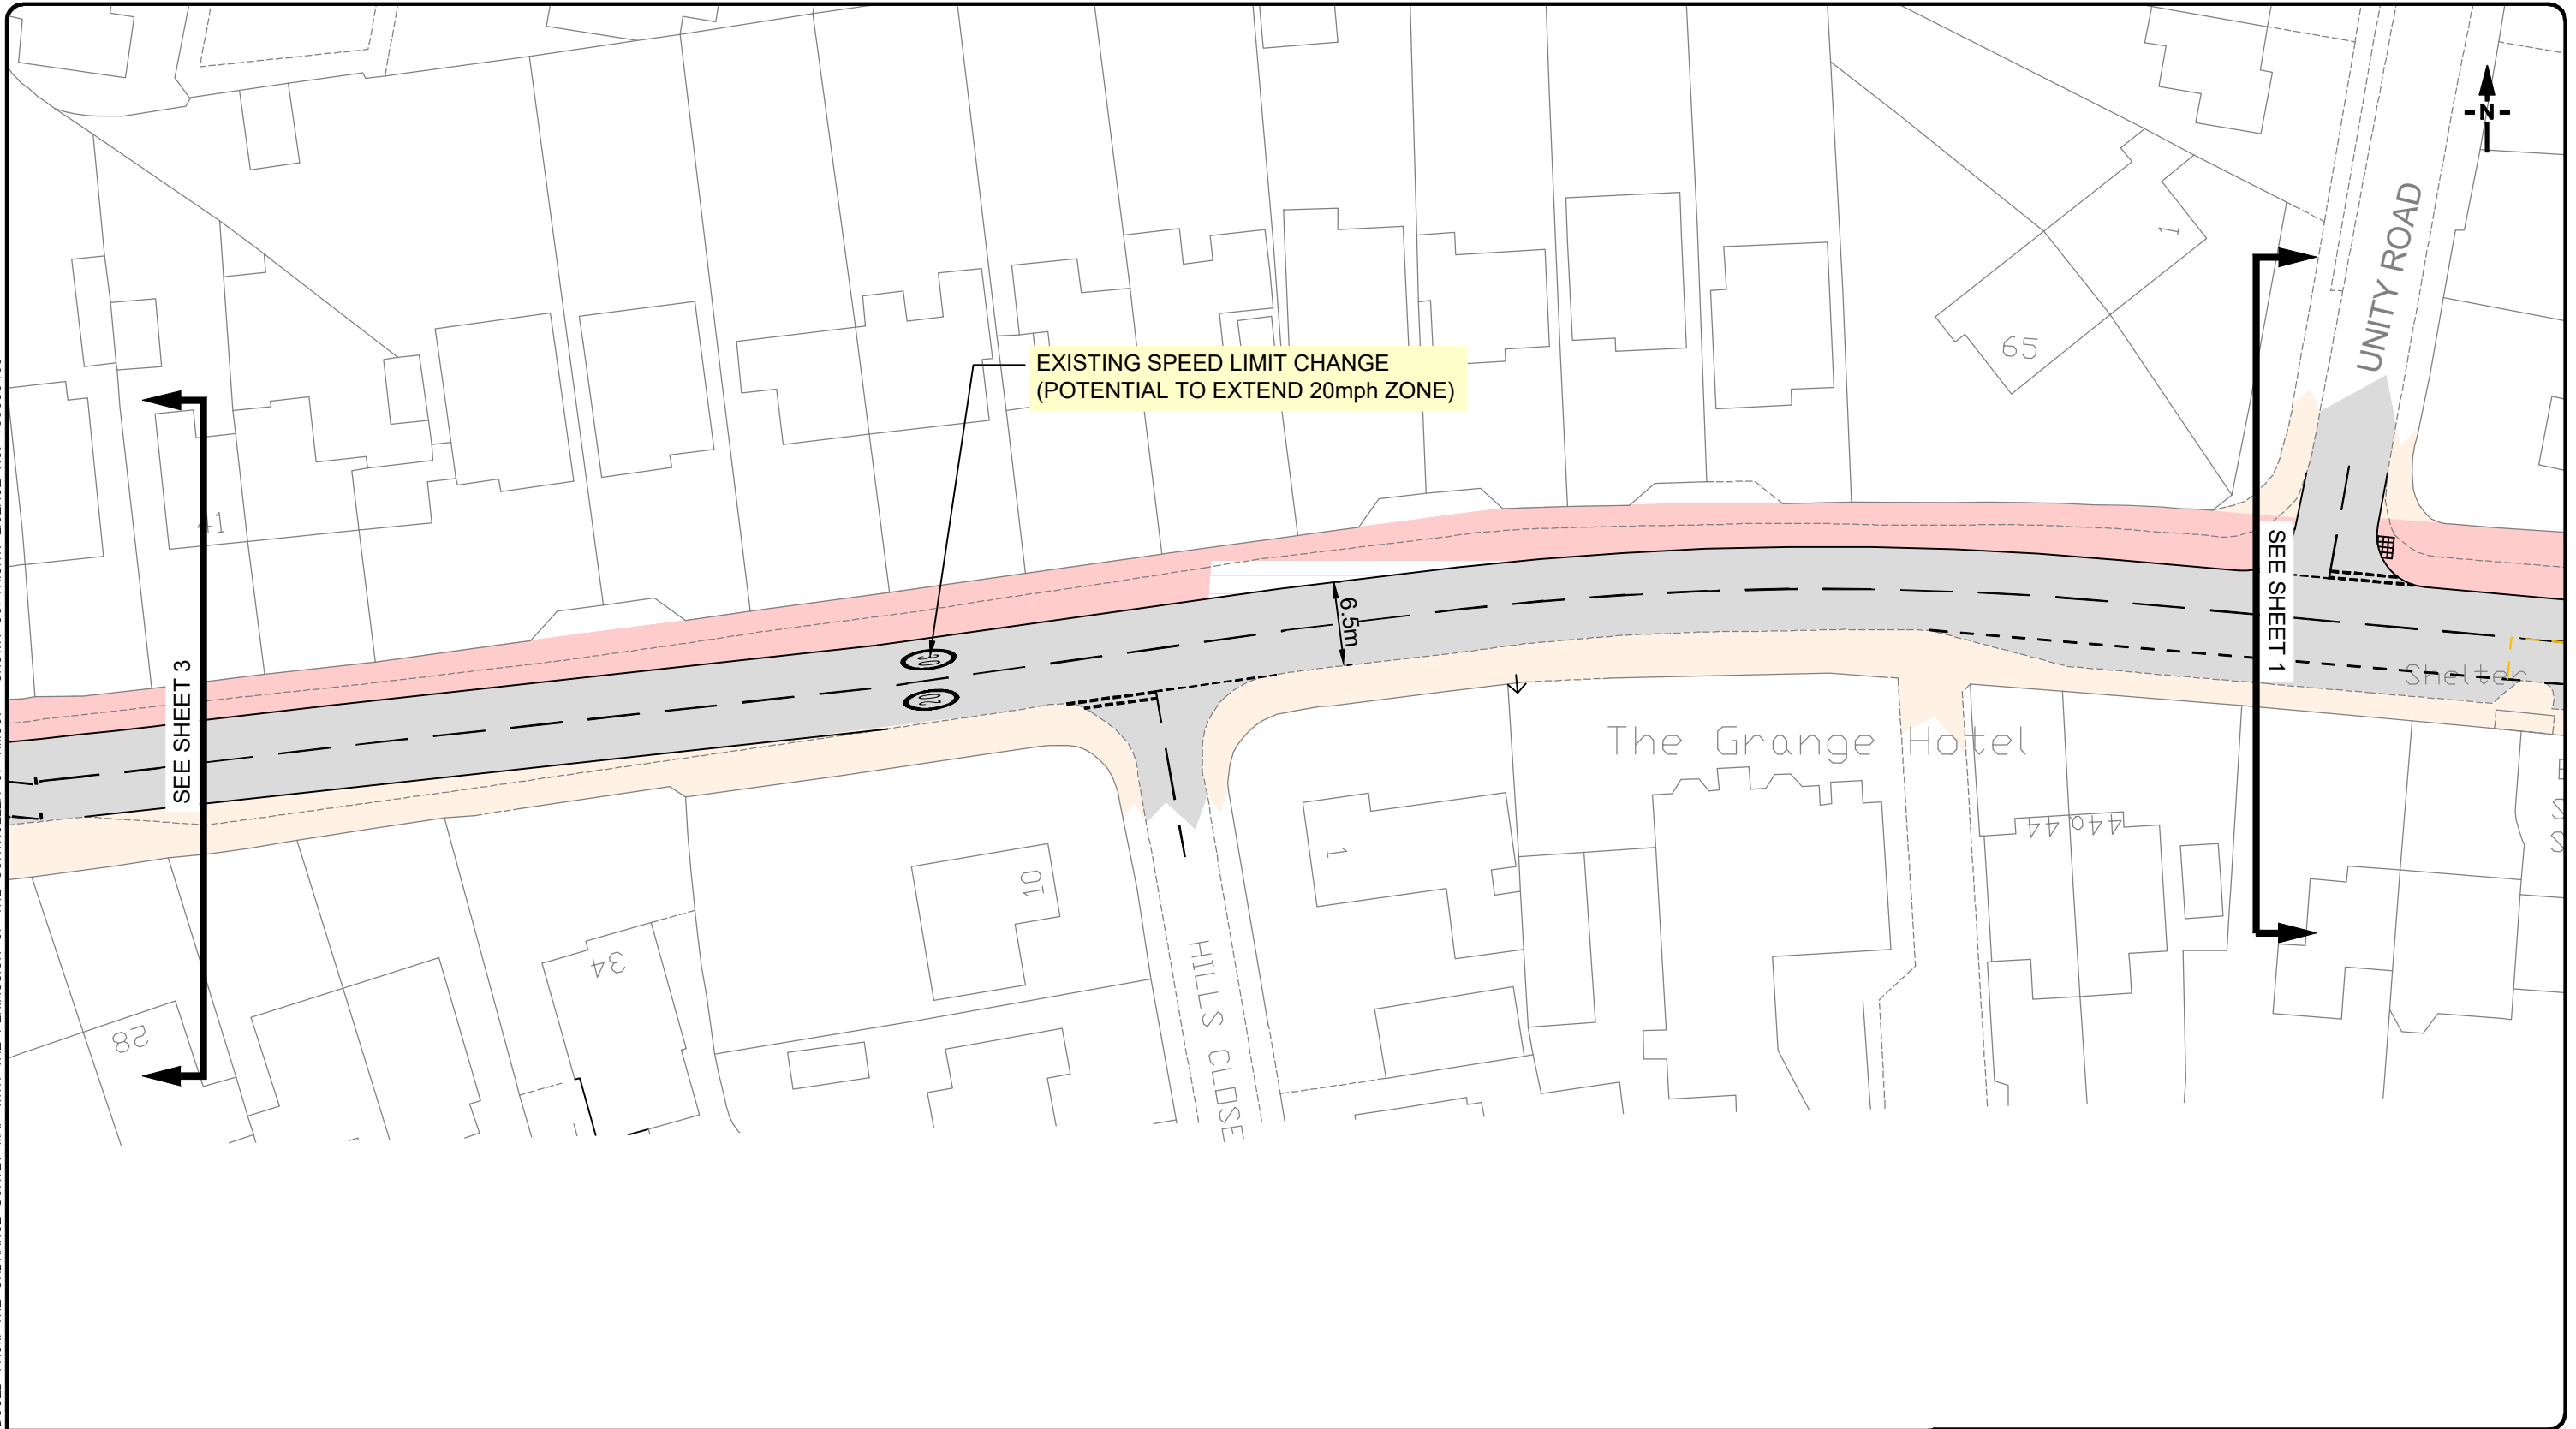 N
UNITY ROAD
1
65
EXISTING SPEED LIMIT CHANGE
(POTENTIAL TO EXTEND 20mph ZONE)
41
SEE SHEET 3
SEE SHEET 1
6.5m
30
20
Shelter
The Grange Hotel
44a
44
10
1
34
28
HILLS CLOSE